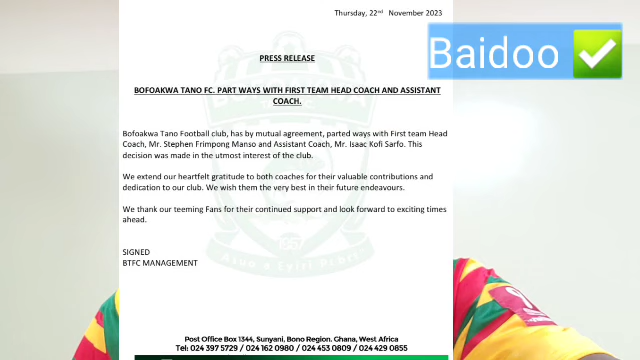 Thursday, 22nd November 2023
Baidoo ✅
PRESS RELEASE
BOFOAKWA TANO FC. PART WAYS WITH FIRST TEAM HEAD COACH AND ASSISTANT
COACH.
Bofoakwa Tano Football club, has by mutual agreement, parted ways with First team Head
Coach, Mr. Stephen Frimpong Manso and Assistant Coach, Mr. Isaac Kofi Sarfo. This
decision was made in the utmost interest of the club.
We extend our heartfelt gratitude to both coaches for their valuable contributions and
dedication to our club. We wish them the very best in their future endeavours.
We thank our teeming Fans for their continued support and look forward to exciting times
ahead.
SIGNED
BTFC MANAGEMENT
Post Office Box 1344, Sunyani, Bono Region. Ghana, West Africa
Tel: 024 397 5729 / 024 162 0980 / 024 453 0809 / 024 429 0855